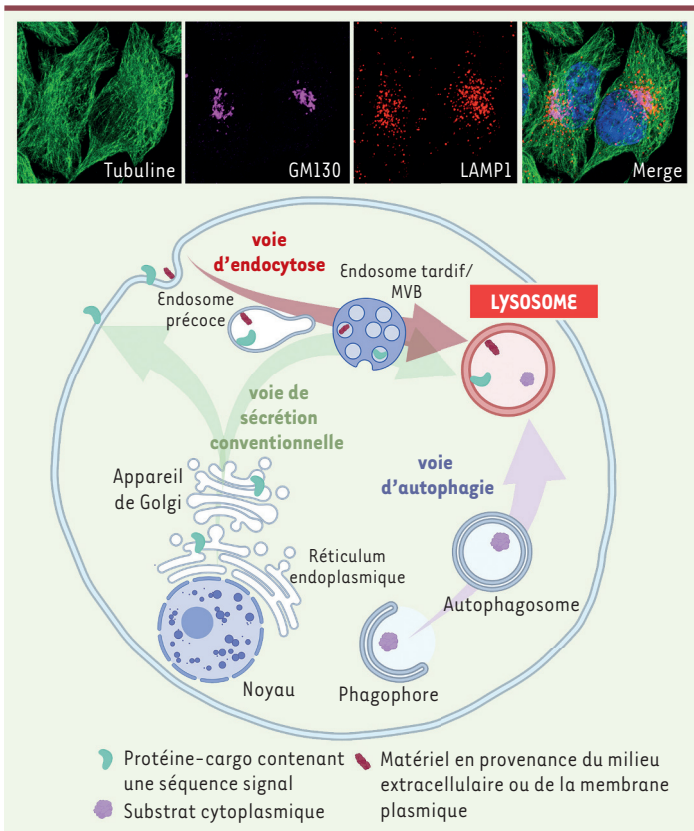 Tubuline
GM130
LAMP1
Merge
voie
d'endocytose
Endosome tardif/
MVB
LYSOSOME
Endosome
précoce
voie de
sécrétion
conventionnelle
voie
d'autophagie
Appareil
de Golgi
Réticulum
endoplasmique
Autophagosome
Noyau
Phagophore
Protéine-cargo contenant
une séquence signal
Substrat cytoplasmique
Matériel en provenance du milieu
extracellulaire ou de la membrane
plasmique